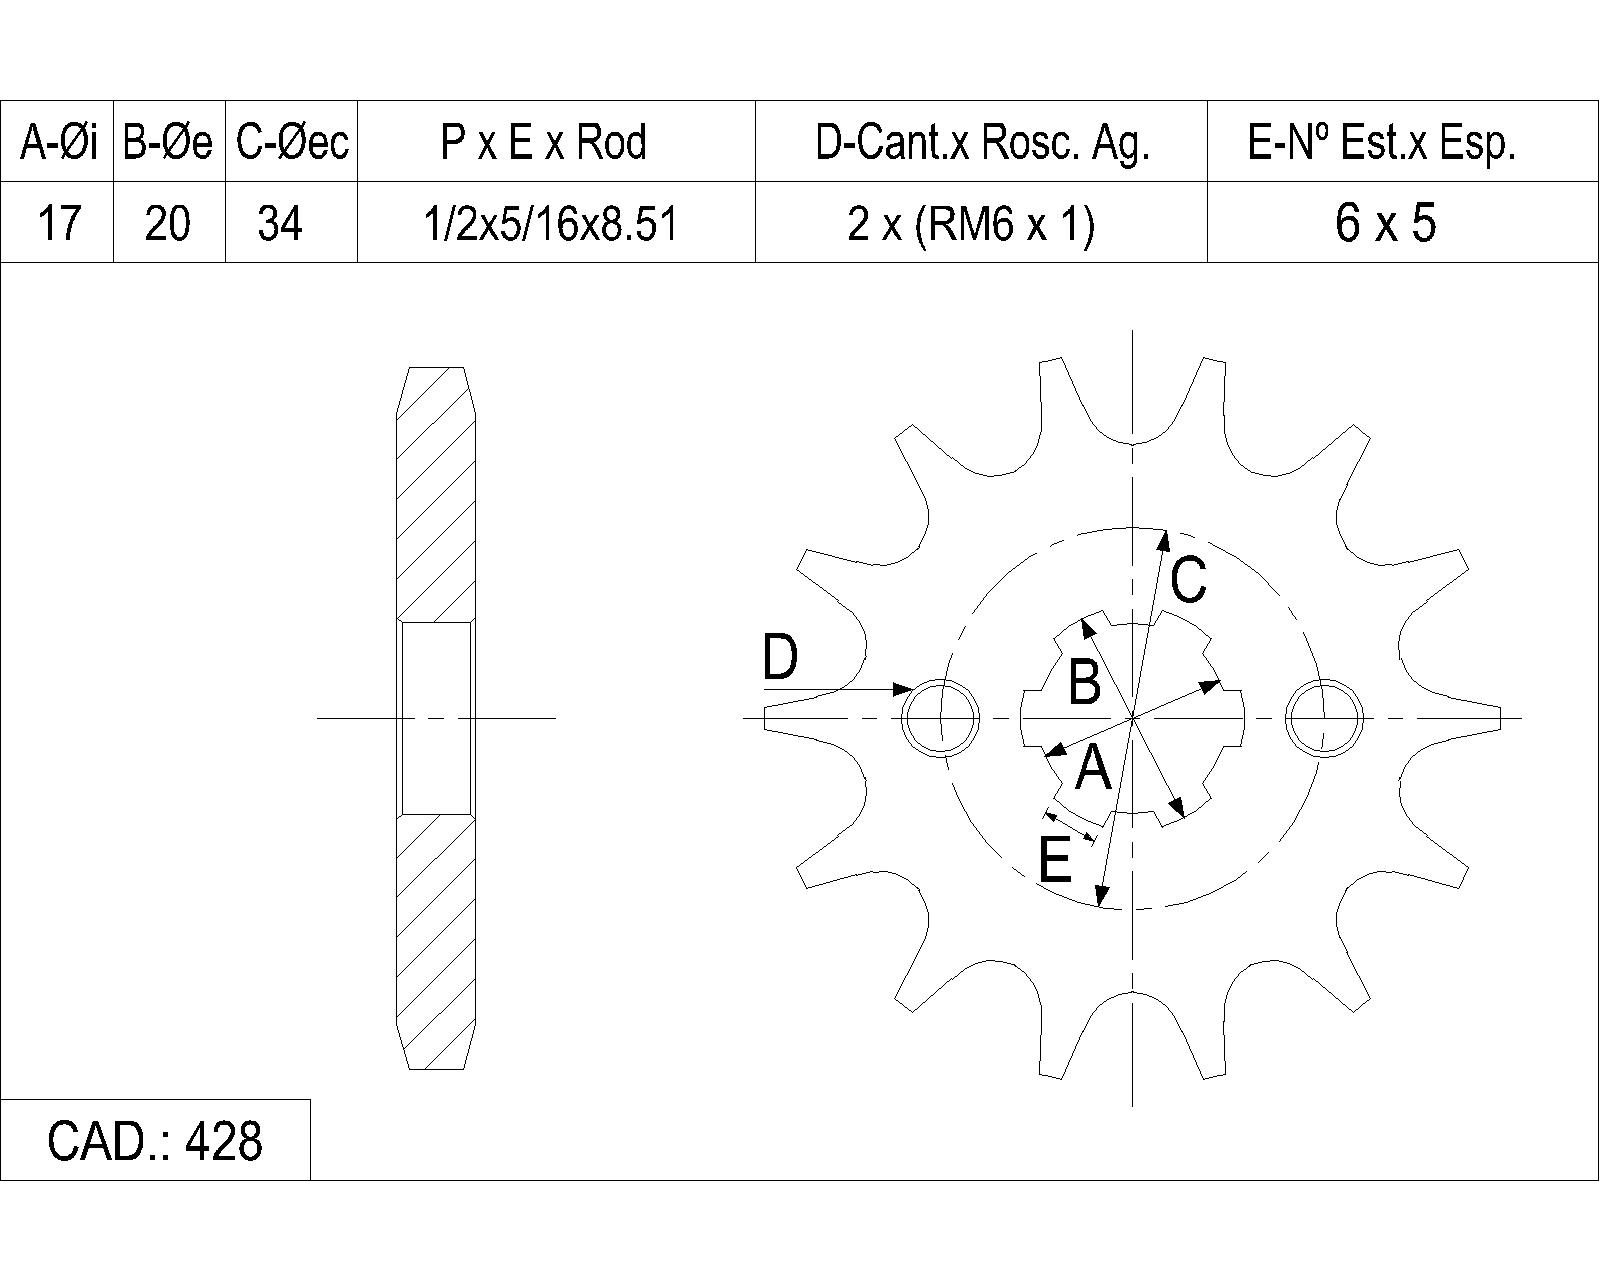 A-Øi B-Øe C-Øec P x E x Rod D-Cant.x Rosc. Ag. E-Nº Est.x Esp.
17 20 34 1/2x5/16x8.51 2 x (RM6 x 1) 6 x 5
C
D
B
A
E
CAD.: 428